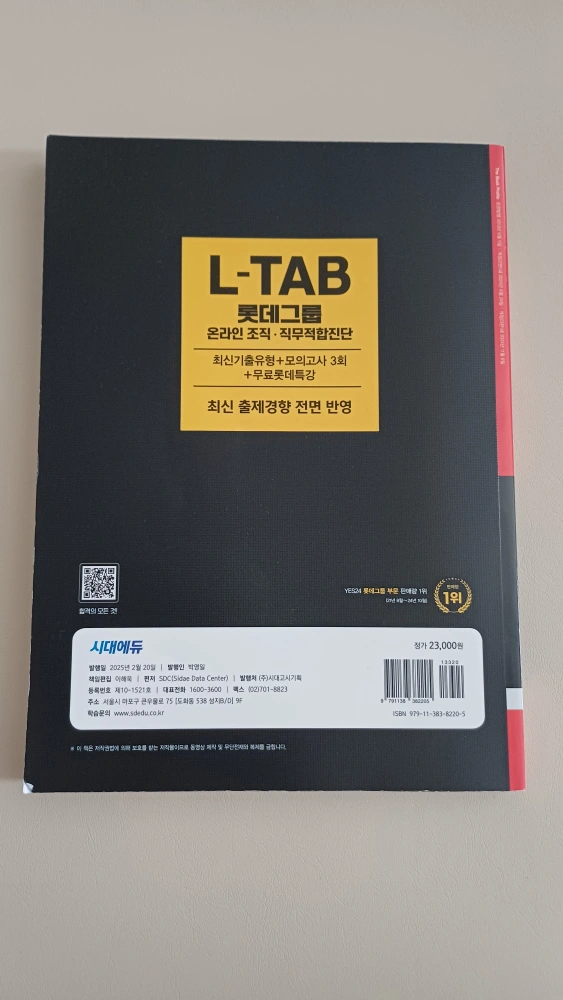 L-TAB
롯데그룹
온라인 조직·직무적합진단
최신기출유형+모의고사 3회
+무료롯데특강
최신 출제경향 전면 반영
합격의 모든 것!
YES24 롯데그룹 부문 판매량 1위
판매량
1위
시대에듀
정가 23,000원
발행일 2025년 2월 20일 | 발행인 박영일
책임편집 이해욱 | 편저 SDC(Sidae Data Center) | 발행처 (주)시대고시기획
등록번호 제10-1521호 | 대표전화 1600-3600 | 팩스 (02)701-8823
주소 서울시 마포구 큰우물로 75 [도화동 538 성지B/D] 9F
학습문의 www.sdedu.co.kr
13320
9 791138 382205
ISBN 979-11-383-8220-5
※ 이 책은 저작권법에 의해 보호를 받는 저작물이므로 동영상 제작 및 무단전재와 복제를 금합니다.